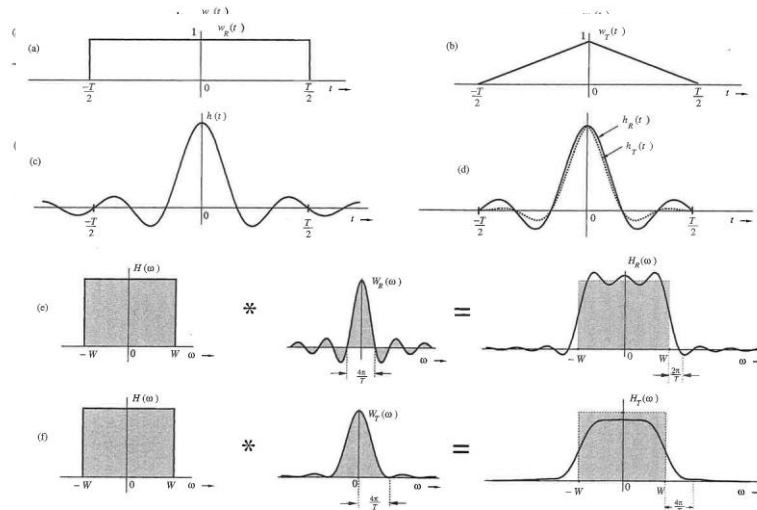 w_R(t)
(a)
1
-T/2
0
T/2
t →
(b)
1
w_T(t)
-T/2
0
T/2
t →
(c)
h(t)
-T/2
0
T/2
t →
(d)
h_R(t)
h_T(t)
-T/2
0
T/2
t →
(e)
H(ω)
-W
0
W
ω →
*
W_R(ω)
ω →
4π/T
=
H_R(ω)
-W
0
W
ω →
2π/T
(f)
H(ω)
-W
0
W
ω →
*
W_T(ω)
0
ω →
4π/T
=
H_T(ω)
-W
0
W
ω →
4π/T